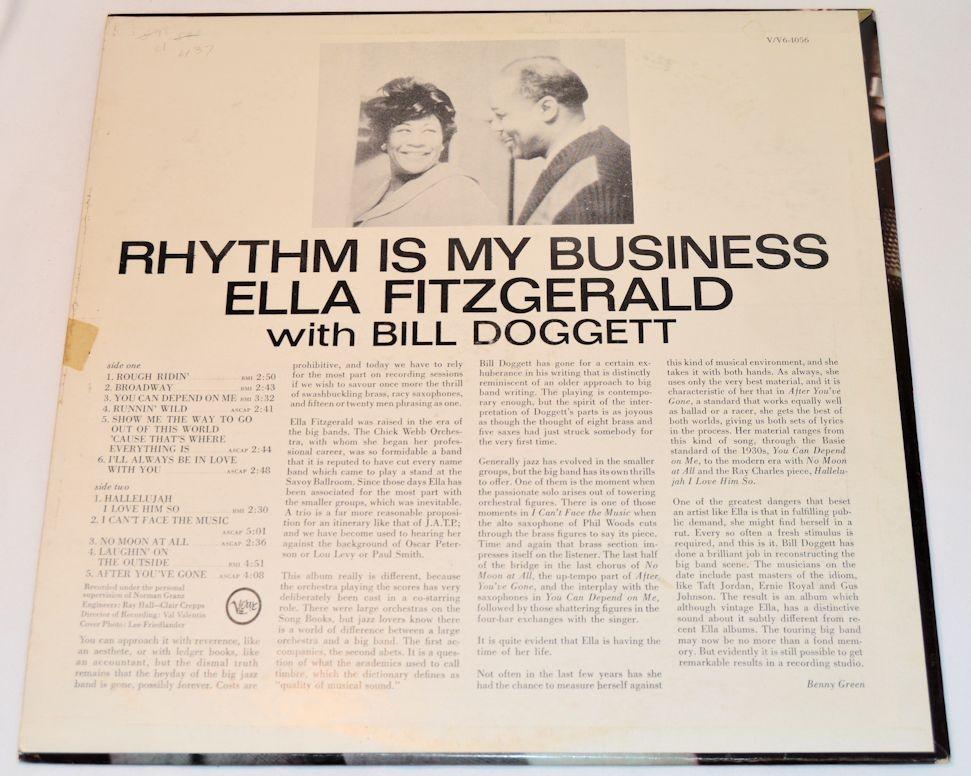 V/V6-4056
437
RHYTHM IS MY BUSINESS
ELLA FITZGERALD
with BILL DOGGETT
side one
1. ROUGH RIDIN' BMI 2:50
2. BROADWAY BMI 2:43
3. YOU CAN DEPEND ON ME BMI 3:32
4. RUNNIN' WILD ASCAP 2:41
5. SHOW ME THE WAY TO GO
OUT OF THIS WORLD
'CAUSE THAT'S WHERE
EVERYTHING IS ASCAP 2:44
6. I'LL ALWAYS BE IN LOVE
WITH YOU ASCAP 2:48
side two
1. HALLELUJAH
I LOVE HIM SO BMI 2:30
2. I CAN'T FACE THE MUSIC
ASCAP 5:01
3. NO MOON AT ALL ASCAP 2:36
4. LAUGHIN' ON
THE OUTSIDE BMI 4:51
5. AFTER YOU'VE GONE ASCAP 4:08
Recorded under the personal
supervision of Norman Granz
Engineers: Ray Hall—Clair Crepps
Director of Recording: Val Valentin
Cover Photo: Lee Friedlander
Verve
You can approach it with reverence, like
an aesthete, or with ledger books, like
an accountant, but the dismal truth
remains that the heyday of the big jazz
band is gone, possibly forever. Costs are
prohibitive, and today we have to rely
for the most part on recording sessions
if we wish to savour once more the thrill
of swashbuckling brass, racy saxophones,
and fifteen or twenty men phrasing as one.
Ella Fitzgerald was raised in the era of
the big bands. The Chick Webb Orches-
tra, with whom she began her profes-
sional career, was so formidable a band
that it is reputed to have cut every name
band which came to play a stand at the
Savoy Ballroom. Since those days Ella has
been associated for the most part with
the smaller groups, which was inevitable.
A trio is a far more reasonable proposi-
tion for an itinerary like that of J.A.T.P.;
and we have become used to hearing her
against the background of Oscar Peter-
son or Lou Levy or Paul Smith.
This album really is different, because
the orchestra playing the scores has very
deliberately been cast in a co-starring
role. There were large orchestras on the
Song Books, but jazz lovers know there
is a world of difference between a large
orchestra and a big band. The first ac-
companies, the second abets. It is a ques-
tion of what the academics used to call
timbre, which the dictionary defines as
"quality of musical sound."
Bill Doggett has gone for a certain ex-
huberance in his writing that is distinctly
reminiscent of an older approach to big
band writing. The playing is contempo-
rary enough, but the spirit of the inter-
pretation of Doggett's parts is as joyous
as though the thought of eight brass and
five saxes had just struck somebody for
the very first time.
Generally jazz has evolved in the smaller
groups, but the big band has its own thrills
to offer. One of them is the moment when
the passionate solo arises out of towering
orchestral figures. There is one of those
moments in I Can't Face the Music when
the alto saxophone of Phil Woods cuts
through the brass figures to say its piece.
Time and again that brass section im-
presses itself on the listener. The last half
of the bridge in the last chorus of No
Moon at All, the up-tempo part of After
You've Gone, and the interplay with the
saxophones in You Can Depend on Me,
followed by those shattering figures in the
four-bar exchanges with the singer.
It is quite evident that Ella is having the
time of her life.
Not often in the last few years has she
had the chance to measure herself against
this kind of musical environment, and she
takes it with both hands. As always, she
uses only the very best material, and it is
characteristic of her that in After You've
Gone, a standard that works equally well
as ballad or a racer, she gets the best of
both worlds, giving us both sets of lyrics
in the process. Her material ranges from
this kind of song, through the Basie
standard of the 1930s, You Can Depend
on Me, to the modern era with No Moon
at All and the Ray Charles piece, Hallelu-
jah I Love Him So.
One of the greatest dangers that beset
an artist like Ella is that in fulfilling pub-
lic demand, she might find herself in a
rut. Every so often a fresh stimulus is
required, and this is it. Bill Doggett has
done a brilliant job in reconstructing the
big band scene. The musicians on the
date include past masters of the idiom,
like Taft Jordan, Ernie Royal and Gus
Johnson. The result is an album which
although vintage Ella, has a distinctive
sound about it subtly different from re-
cent Ella albums. The touring big band
may now be no more than a fond mem-
ory. But evidently it is still possible to get
remarkable results in a recording studio.
Benny Green